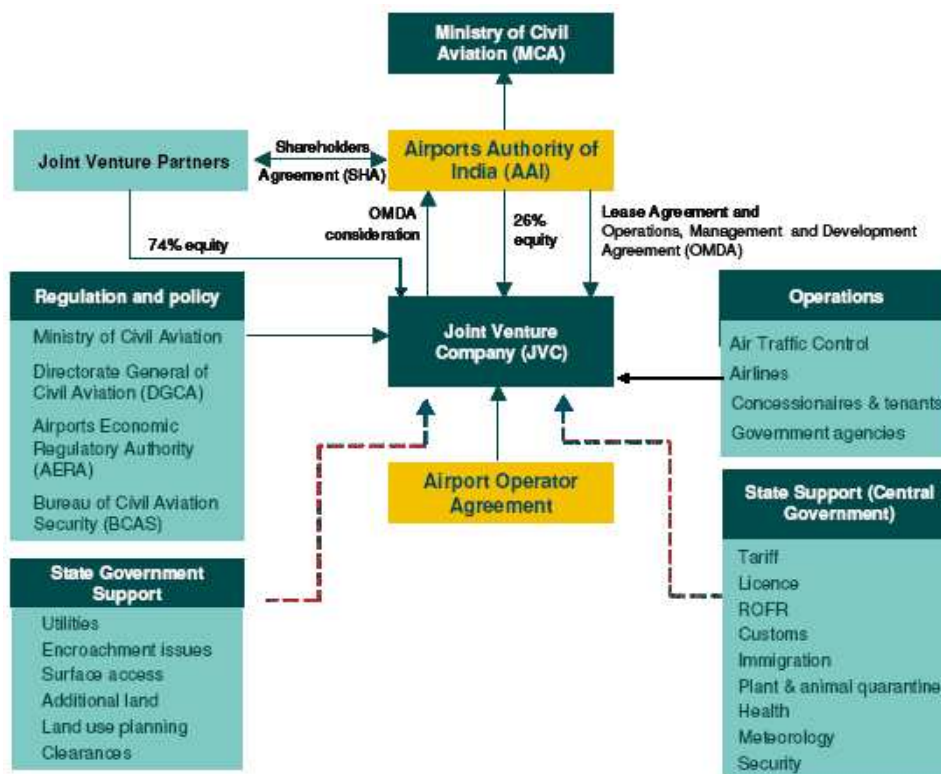 Ministry of Civil
Aviation (MCA)
Joint Venture Partners
Shareholders
Agreement (SHA)
Airports Authority of
India (AAI)
74% equity
OMDA
consideration
26%
equity
Lease Agreement and
Operations, Management and Development
Agreement (OMDA)
Regulation and policy
Ministry of Civil Aviation
Directorate General of
Civil Aviation (DGCA)
Airports Economic
Regulatory Authority
(AERA)
Bureau of Civil Aviation
Security (BCAS)
Joint Venture
Company (JVC)
Operations
Air Traffic Control
Airlines
Concessionaires & tenants
Government agencies
Airport Operator
Agreement
State Government
Support
Utilities
Encroachment issues
Surface access
Additional land
Land use planning
Clearances
State Support (Central
Government)
Tariff
Licence
ROFR
Customs
Immigration
Plant & animal quarantine
Health
Meteorology
Security